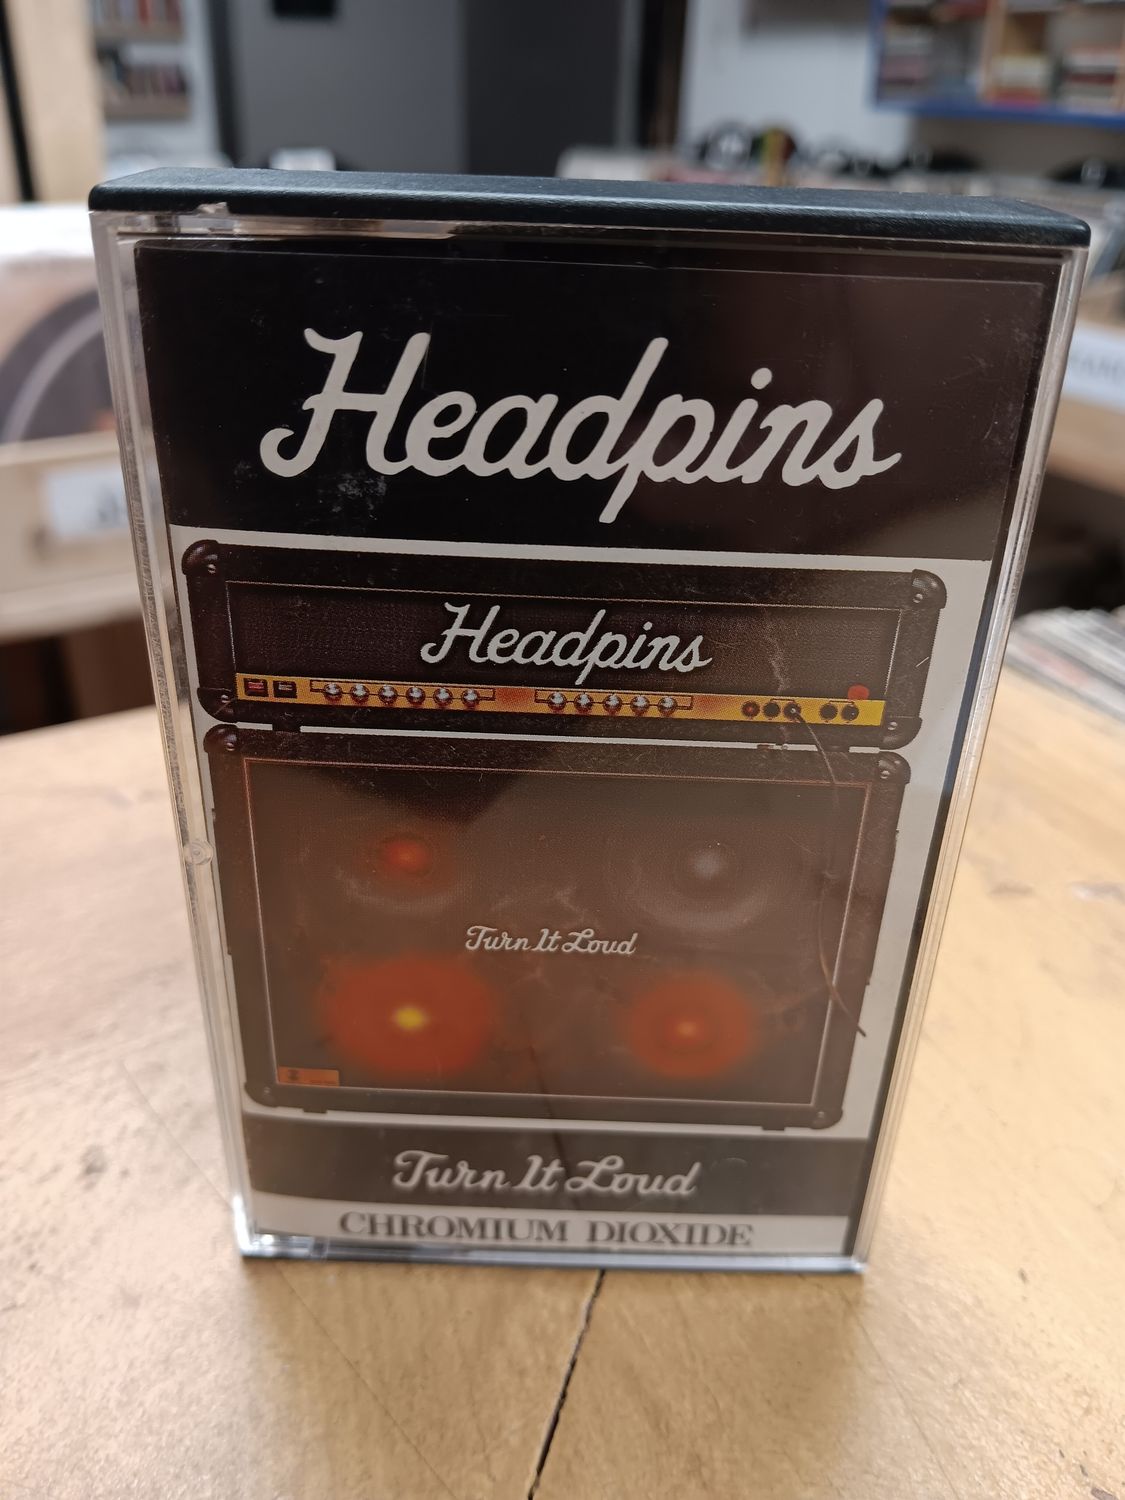 Headpins
Headpins
Turn It Loud
Turn It Loud
CHROMIUM DIOXIDE